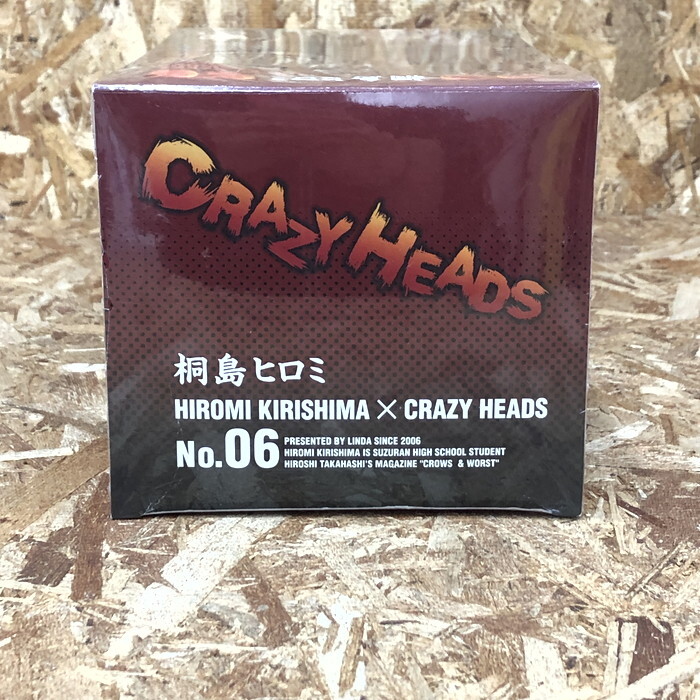 CRAZY HEADS
桐島ヒロミ
HIROMI KIRISHIMA × CRAZY HEADS
No.06
PRESENTED BY LINDA SINCE 2006
HIROMI KIRISHIMA IS SUZURAN HIGH SCHOOL STUDENT
HIROSHI TAKAHASHI'S MAGAZINE "CROWS & WORST"